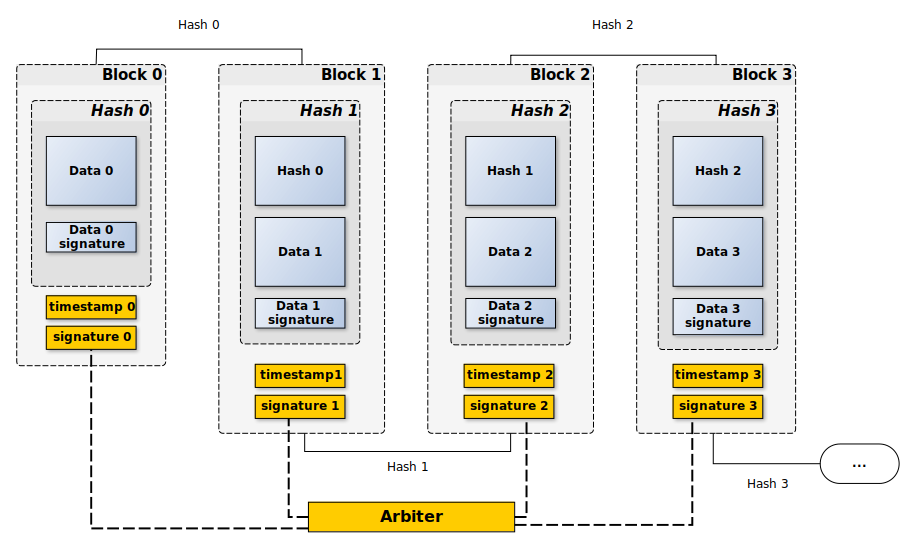 Hash 0
Hash 2
Block 0
Block 1
Block 2
Block 3
Hash 0
Hash 1
Hash 2
Hash 3
Data 0
Hash 0
Hash 1
Hash 2
Data 0
signature
Data 1
Data 2
Data 3
Data 1
signature
Data 2
signature
Data 3
signature
timestamp 0
signature 0
timestamp1
timestamp 2
timestamp 3
signature 1
signature 2
signature 3
Hash 1
Hash 3
...
Arbiter